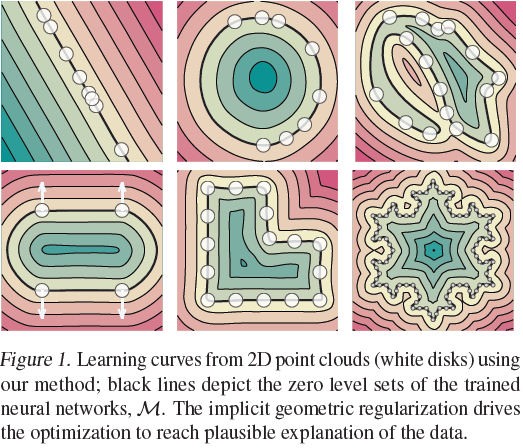 Figure 1. Learning curves from 2D point clouds (white disks) using
our method; black lines depict the zero level sets of the trained
neural networks, M. The implicit geometric regularization drives
the optimization to reach plausible explanation of the data.